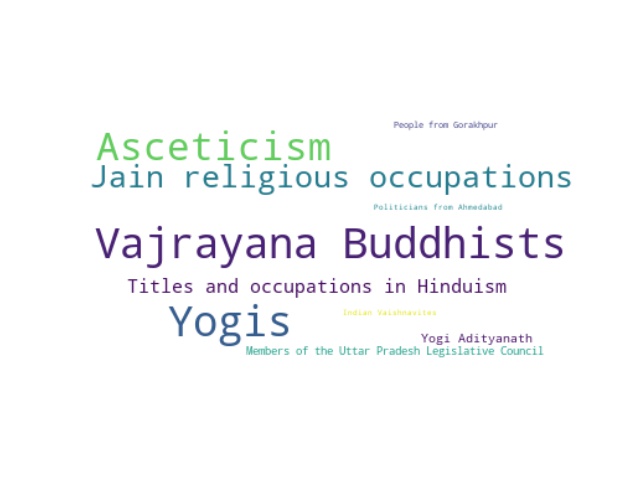 People from Gorakhpur
Asceticism
Jain religious occupations
Politicians from Ahmedabad
Vajrayana Buddhists
Titles and occupations in Hinduism
Yogis
Indian Vaishnavites
Yogi Adityanath
Members of the Uttar Pradesh Legislative Council